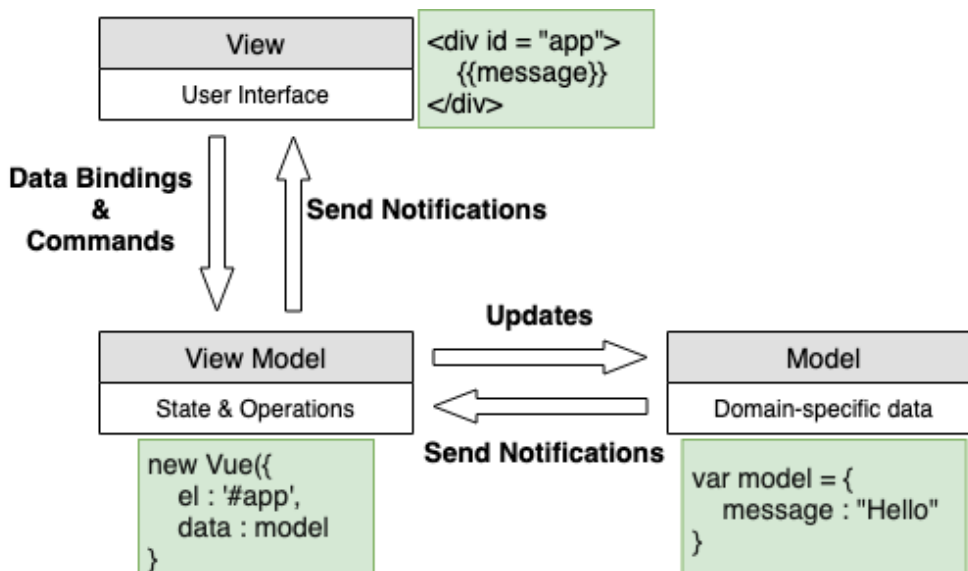 View
User Interface
<div id = "app">
{{message}}
</div>
Data Bindings
&
Commands
Send Notifications
Updates
View Model
State & Operations
Send Notifications
Model
Domain-specific data
new Vue({
el : '#app',
data : model
}
var model = {
message : "Hello"
}